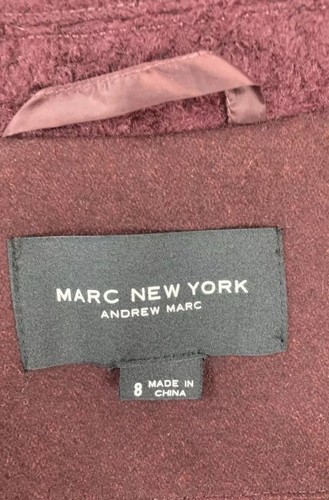 MARC NEW YORK
ANDREW MARC
8 MADE IN
CHINA